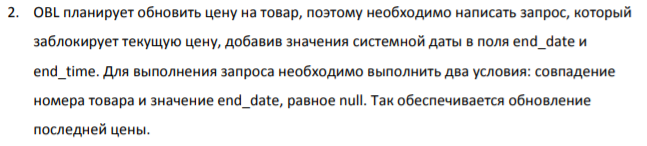 2. OBL планирует обновить цену на товар, поэтому необходимо написать запрос, который
заблокирует текущую цену, добавив значения системной даты в поля end_date и
end_time. Для выполнения запроса необходимо выполнить два условия: совпадение
номера товара и значение end_date, равное null. Так обеспечивается обновление
последней цены.